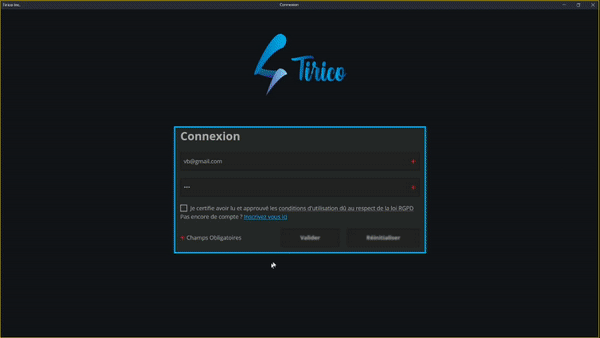 Tirico Inc.
Connexion
Tirico
Connexion
vb@gmail.com
+
***
+
Je certifie avoir lu et approuvé les conditions d'utilisation dû au respect de la loi RGPD
Pas encore de compte ? Inscrivez vous ici
+ Champs Obligatoires
Valider
Réinitialiser